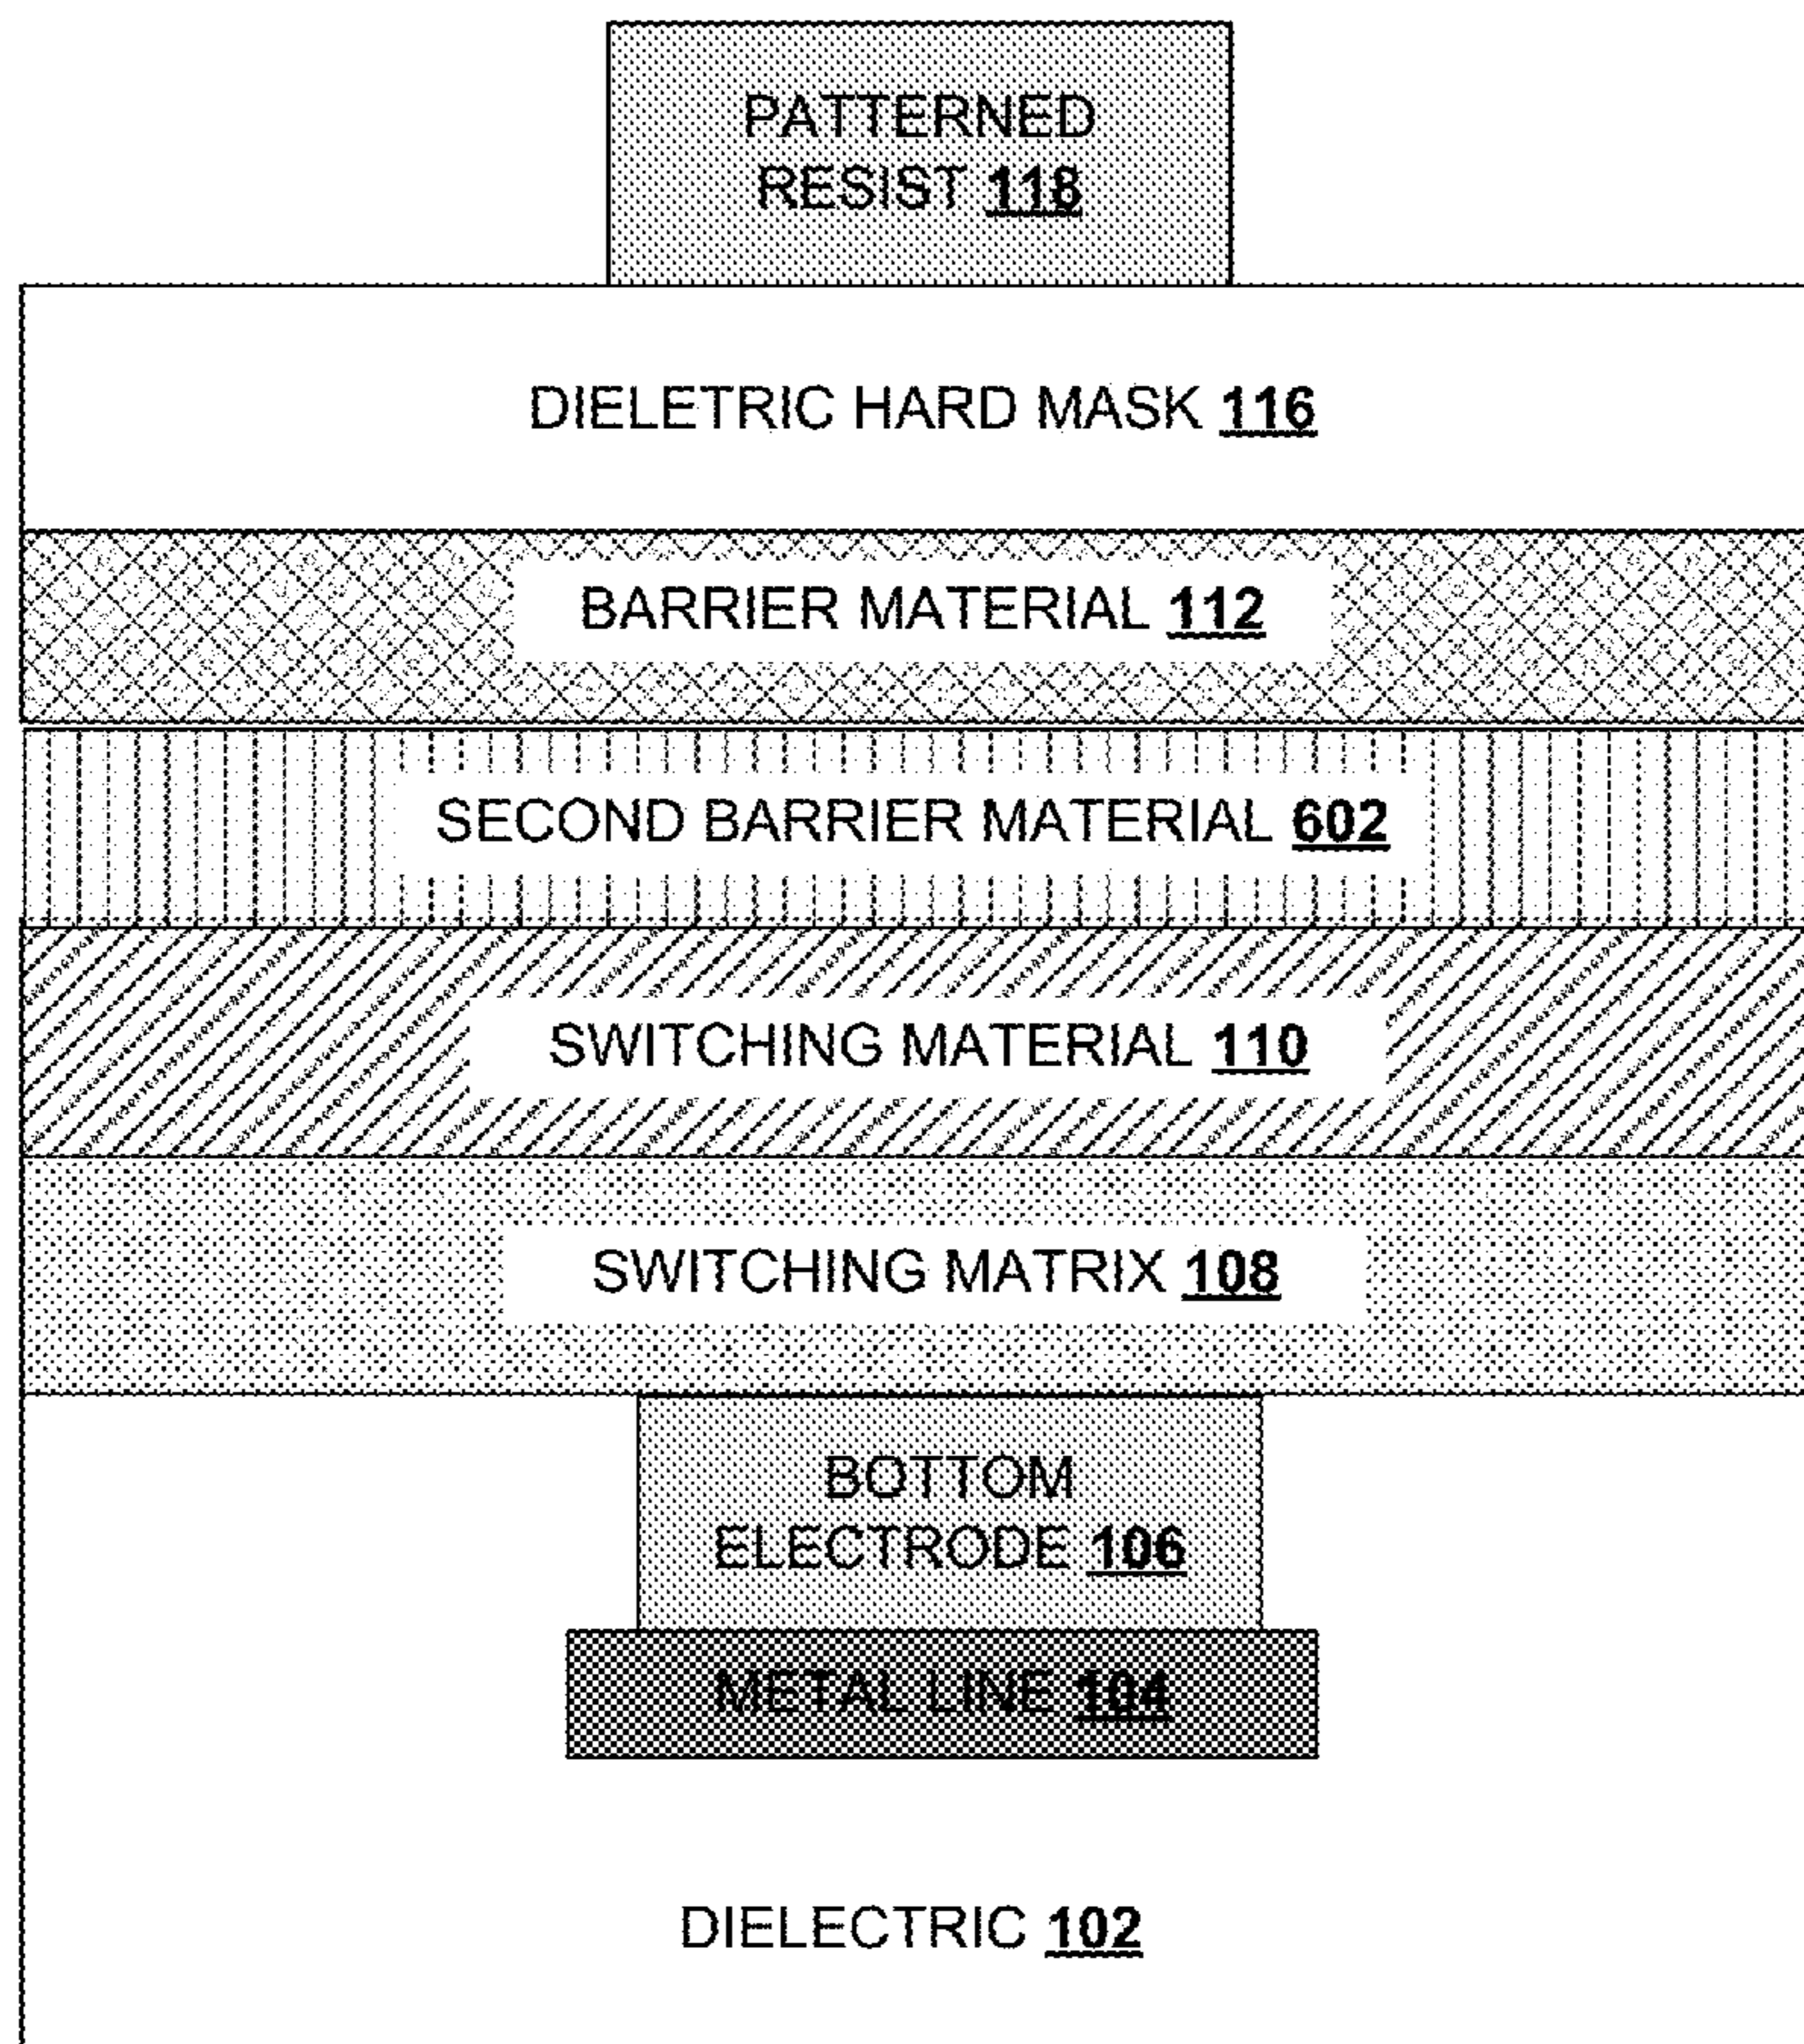 PATTERNED
RESIST 118
DIELETRIC HARD MASK 116
BARRIER MATERIAL 112
SECOND BARRIER MATERIAL 602
SWITCHING MATERIAL 110
SWITCHING MATRIX 108
BOTTOM
ELECTRODE 106
METAL LINE 104
DIELECTRIC 102